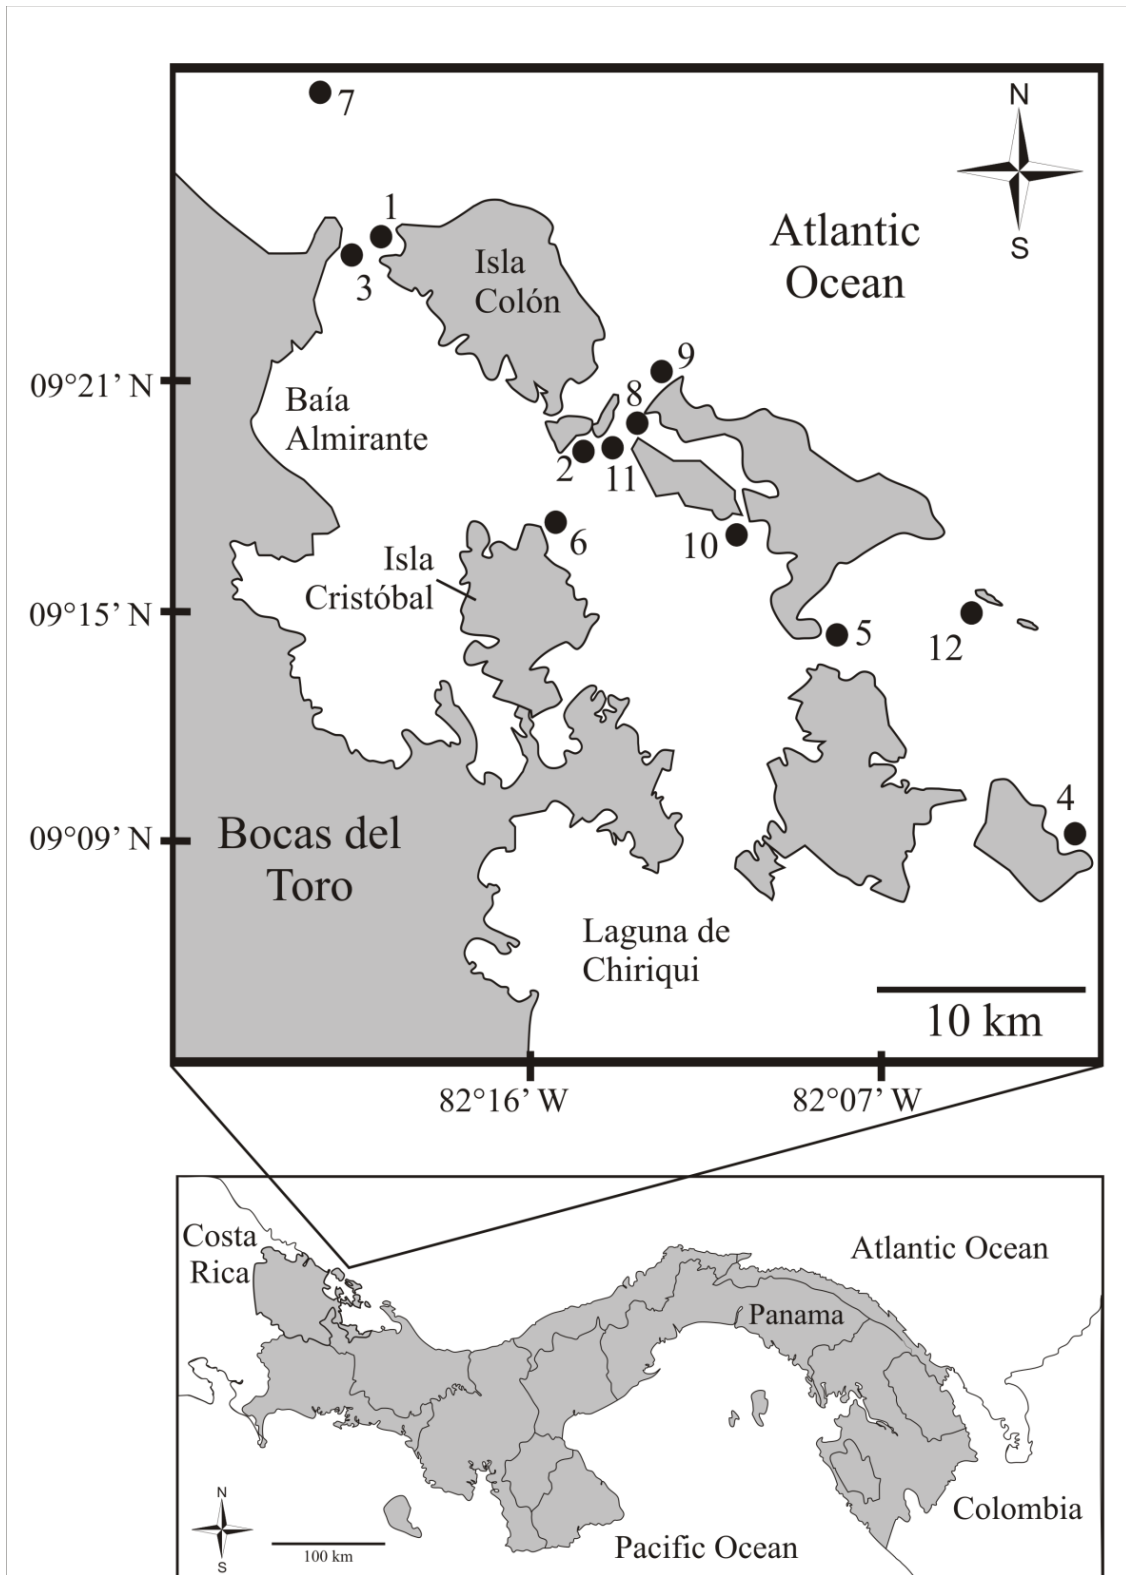 7
N
S
1
3
Isla
Colón
Atlantic
Ocean
09°21’ N
Baía
Almirante
9
8
2
11
6
10
Isla
Cristóbal
09°15’ N
5
12
4
09°09’ N
Bocas del
Toro
Laguna de
Chiriqui
10 km
82°16’ W
82°07’ W
Costa
Rica
Atlantic Ocean
Panama
Colombia
N
S
100 km
Pacific Ocean